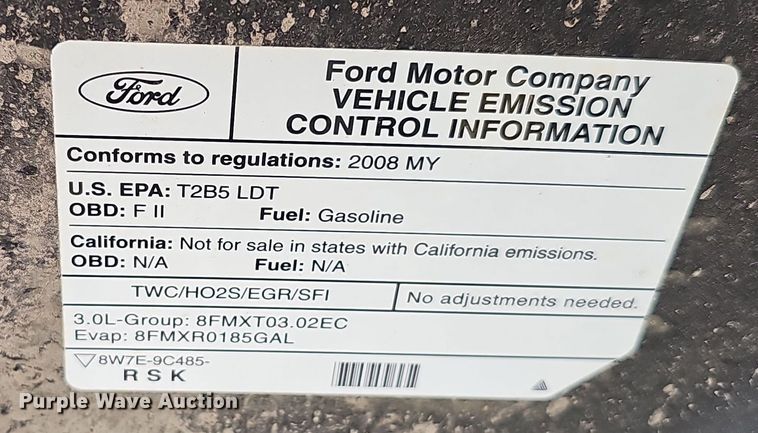 Ford
Ford Motor Company
VEHICLE EMISSION
CONTROL INFORMATION
Conforms to regulations: 2008 MY
U.S. EPA: T2B5 LDT
OBD: F II Fuel: Gasoline
California: Not for sale in states with California emissions.
OBD: N/A Fuel: N/A
TWC/HO2S/EGR/SFI No adjustments needed.
3.0L-Group: 8FMXT03.02EC
Evap: 8FMXR0185GAL
8W7E-9C485-
R S K
Purple Wave Auction